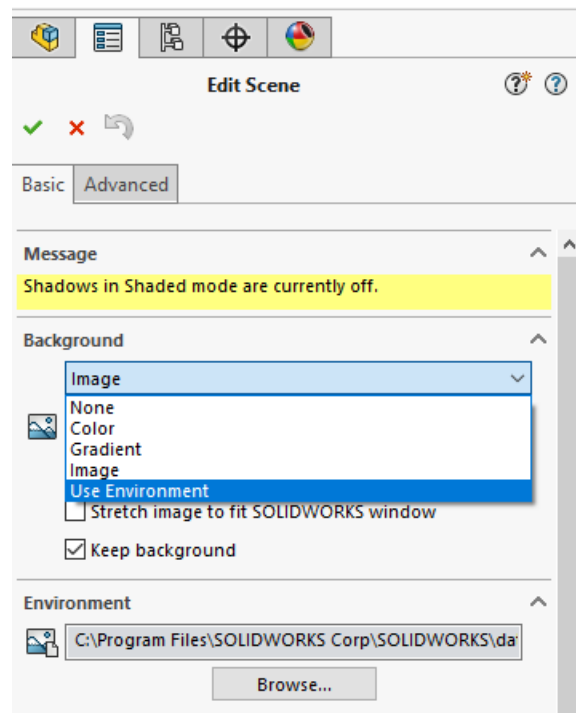 Edit Scene
Basic
Advanced
Message
Shadows in Shaded mode are currently off.
Background
Image
None
Color
Gradient
Image
Use Environment
Stretch image to fit SOLIDWORKS window
Keep background
Environment
C:\Program Files\SOLIDWORKS Corp\SOLIDWORKS\da
Browse...